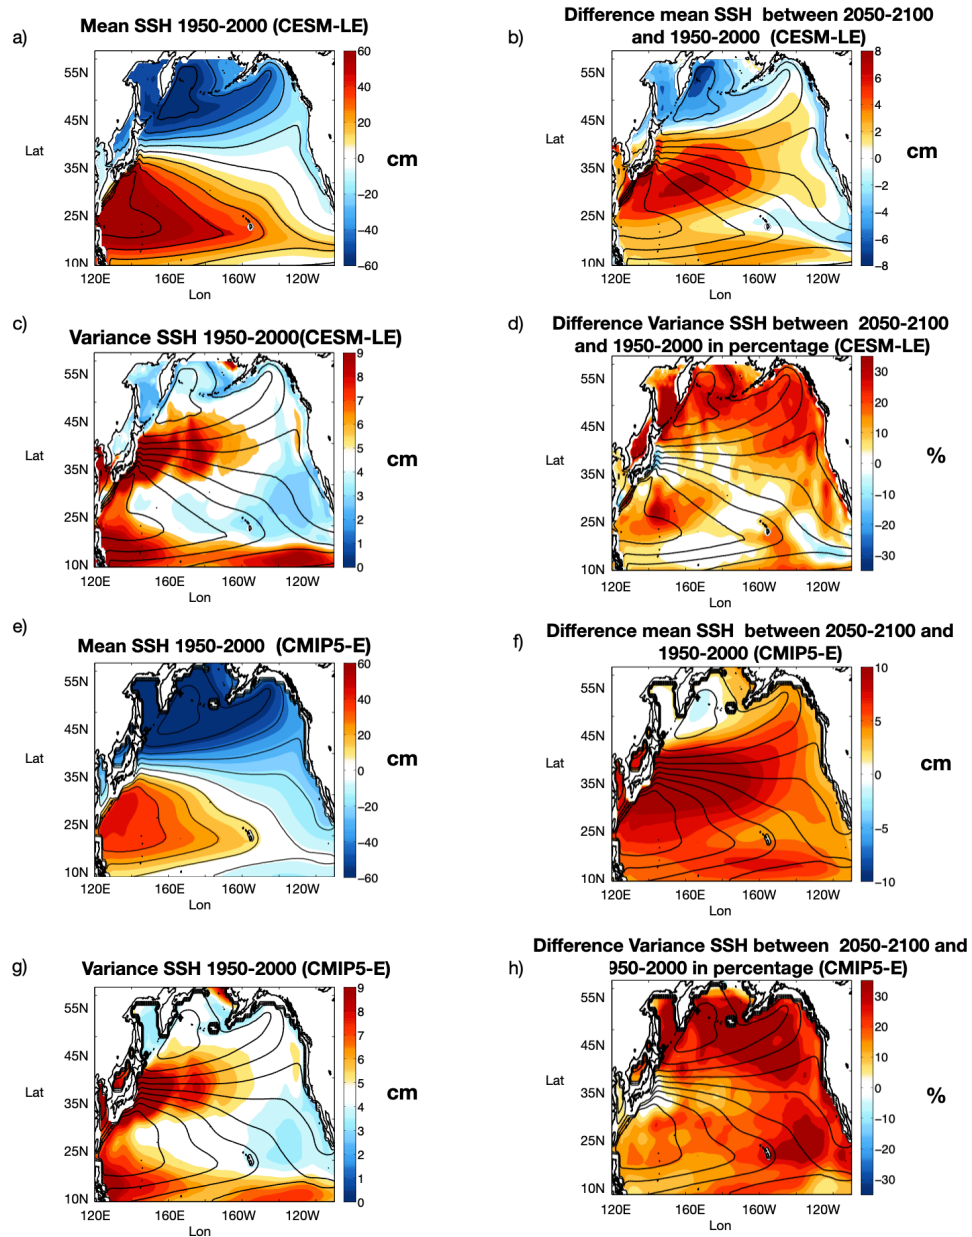 a)
Mean SSH 1950-2000 (CESM-LE)
55N
45N
35N
25N
10N
Lat
120E
160E
160W
120W
Lon
60
40
20
0
−20
−40
−60
cm
b)
Difference mean SSH between 2050-2100
and 1950-2000 (CESM-LE)
55N
45N
35N
25N
10N
Lat
120E
160E
160W
120W
Lon
8
6
4
2
0
−2
−4
−6
−8
cm
c)
Variance SSH 1950-2000(CESM-LE)
55N
45N
35N
25N
10N
Lat
120E
160E
160W
120W
Lon
9
8
7
6
5
4
3
2
1
0
cm
d)
Difference Variance SSH between 2050-2100
and 1950-2000 in percentage (CESM-LE)
55N
45N
35N
25N
10N
Lat
120E
160E
160W
120W
Lon
30
20
10
0
−10
−20
−30
%
e)
Mean SSH 1950-2000 (CMIP5-E)
55N
45N
35N
25N
10N
Lat
120E
160E
160W
120W
Lon
60
40
20
0
−20
−40
−60
cm
f)
Difference mean SSH between 2050-2100 and
1950-2000 (CMIP5-E)
55N
45N
35N
25N
10N
Lat
120E
160E
160W
120W
Lon
10
5
0
−5
−10
cm
g)
Variance SSH 1950-2000 (CMIP5-E)
55N
45N
35N
25N
10N
Lat
120E
160E
160W
120W
Lon
9
8
7
6
5
4
3
2
1
0
cm
h)
Difference Variance SSH between 2050-2100 and
950-2000 in percentage (CMIP5-E)
55N
45N
35N
25N
10N
Lat
120E
160E
160W
120W
Lon
30
20
10
0
−10
−20
−30
%